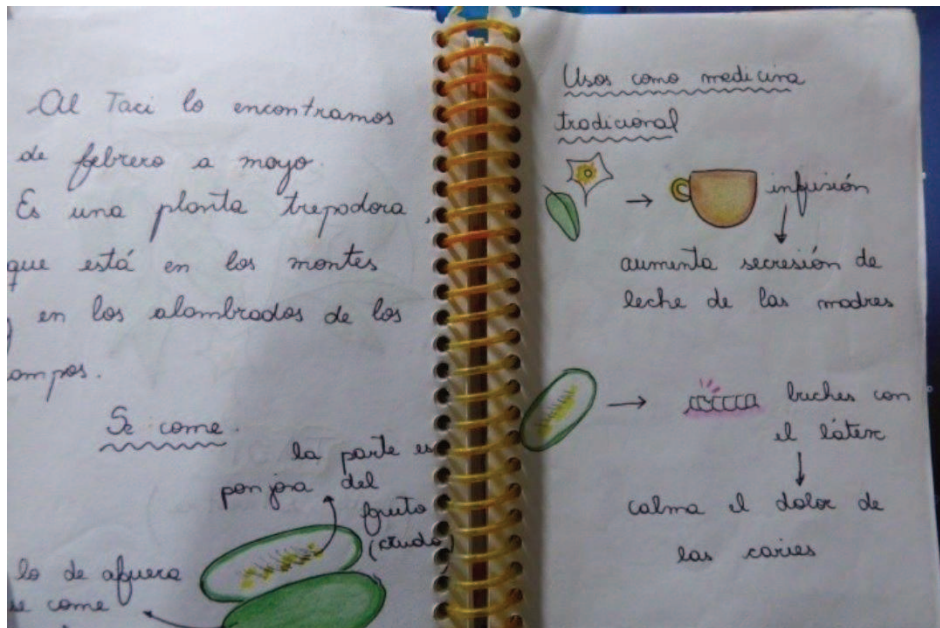 Al Taci lo encontramos
de febrero a mayo.
Es una planta trepadora,
que está en los montes
en los alambrados de los
ompos.
Se come.
la parte es
ponjosa del
fruto
(crudo)
lo de afuera
se come
Usos como medicina
tradicional
infusión
aumenta secresión de
leche de las madres
buches con
el látex
calma el dolor de
las caries